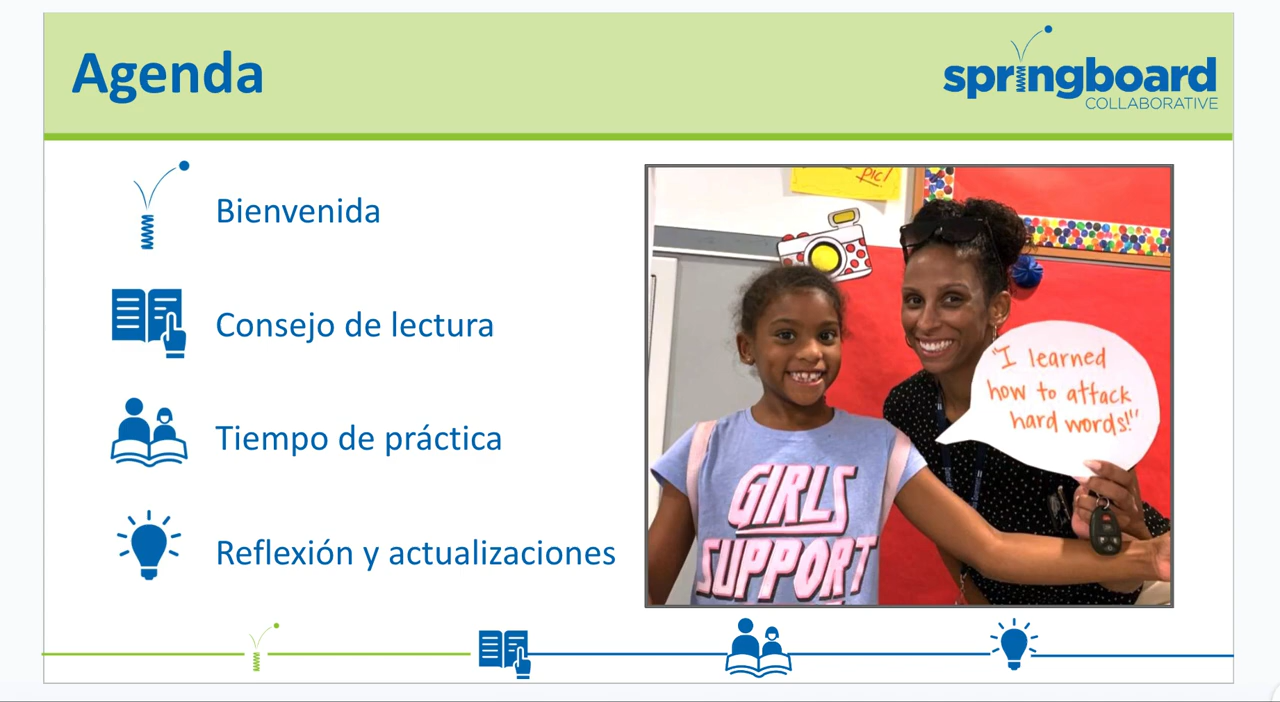 Agenda
springboard
COLLABORATIVE
Bienvenida
Consejo de lectura
Tiempo de práctica
Reflexión y actualizaciones
pic!
"I learned
how to attack
hard words!"
GIRLS
SUPPORT